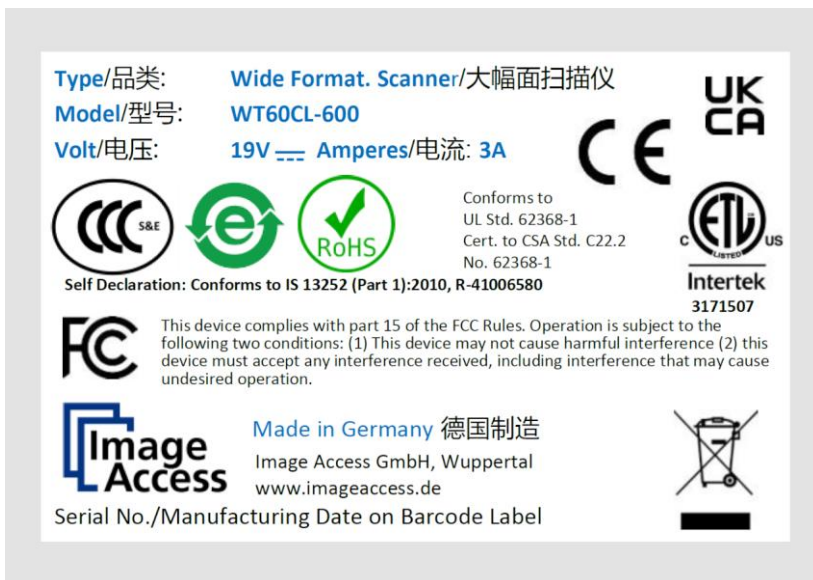 Type/品类: Wide Format. Scanner/大幅面扫描仪
Model/型号: WT60CL-600
Volt/电压: 19V Amperes/电流: 3A
UK
CA
CE
CCC S&E
e
RoHS
Conforms to
UL Std. 62368-1
Cert. to CSA Std. C22.2
No. 62368-1
C ETL US
LISTED
Intertek
3171507
Self Declaration: Conforms to IS 13252 (Part 1):2010, R-41006580
FC
This device complies with part 15 of the FCC Rules. Operation is subject to the
following two conditions: (1) This device may not cause harmful interference (2) this
device must accept any interference received, including interference that may cause
undesired operation.
Image
Access
Made in Germany 德国制造
Image Access GmbH, Wuppertal
www.imageaccess.de
Serial No./Manufacturing Date on Barcode Label